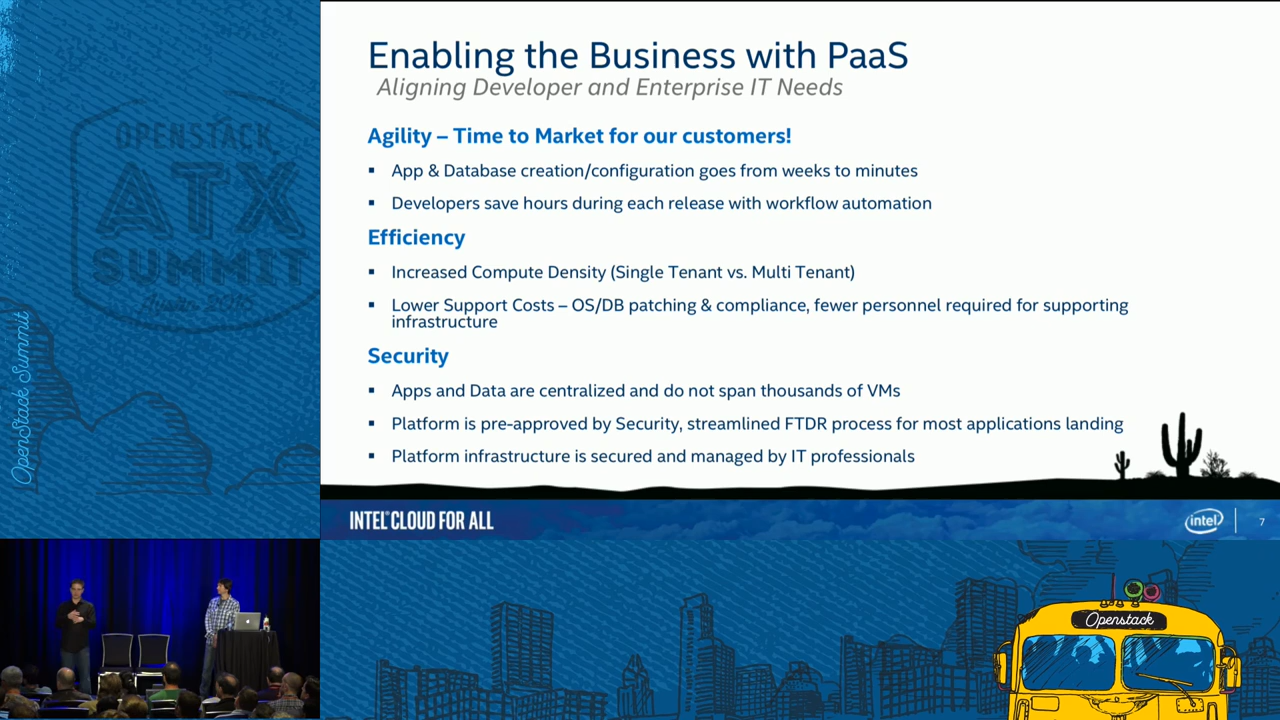 Enabling the Business with PaaS
Aligning Developer and Enterprise IT Needs
Agility – Time to Market for our customers!
▪ App & Database creation/configuration goes from weeks to minutes
▪ Developers save hours during each release with workflow automation
Efficiency
▪ Increased Compute Density (Single Tenant vs. Multi Tenant)
▪ Lower Support Costs – OS/DB patching & compliance, fewer personnel required for supporting
infrastructure
Security
▪ Apps and Data are centralized and do not span thousands of VMs
▪ Platform is pre-approved by Security, streamlined FTDR process for most applications landing
▪ Platform infrastructure is secured and managed by IT professionals
INTEL® CLOUD FOR ALL
intel
7
OPENSTACK
ATX
SUMMIT
Austin 2016
OpenStack Summit
Openstack